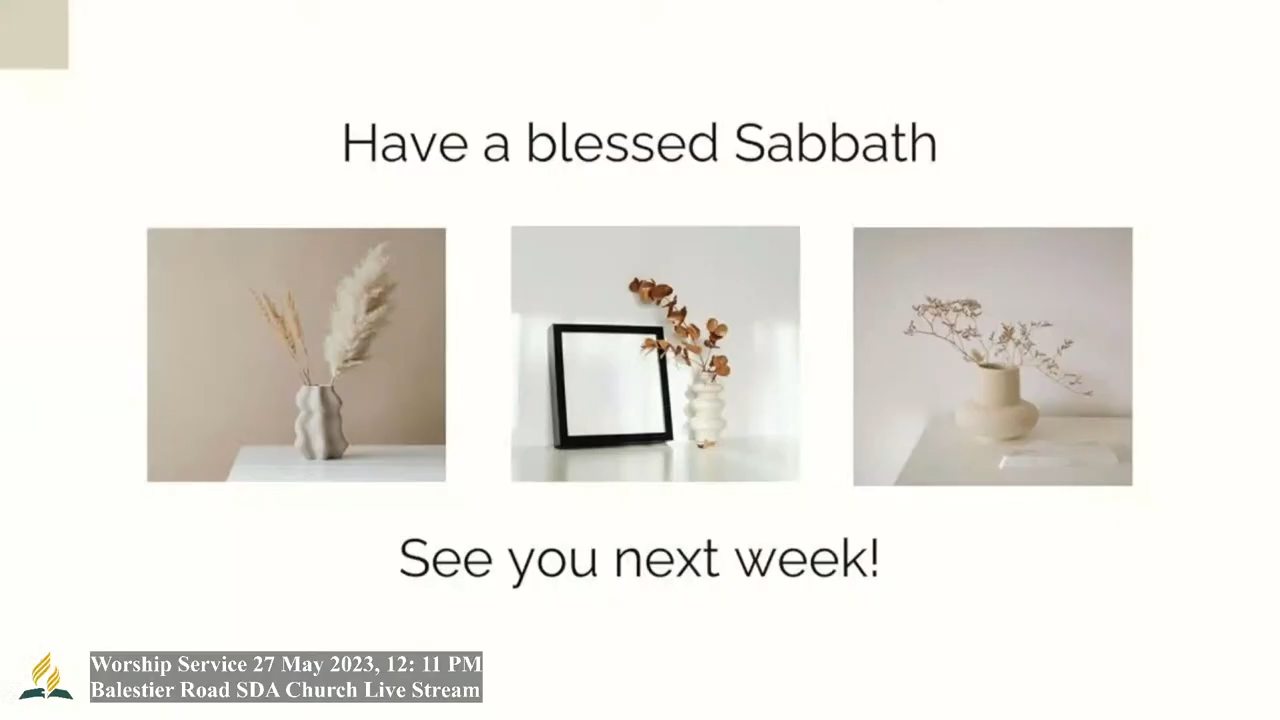 Have a blessed Sabbath
See you next week!
Worship Service 27 May 2023, 12: 11 PM
Balestier Road SDA Church Live Stream